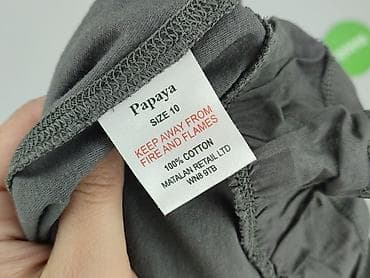 Papaya
SIZE 10
KEEP AWAY FROM
FIRE AND FLAMES
100% COTTON
MATALAN RETAIL LTD
WN8 9TB